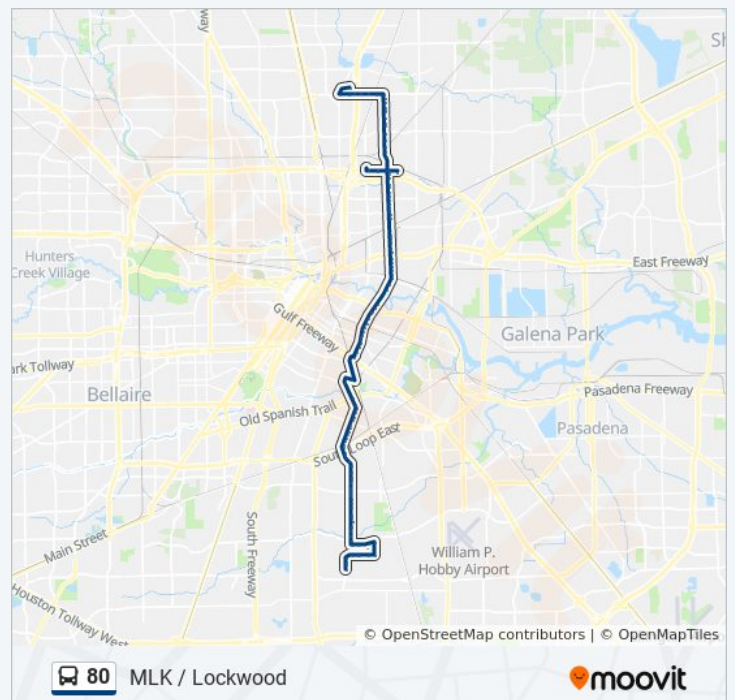 way
Sh
Hunters
Creek Village
East Freeway
Gulf Freeway
Galena Park
ark Tollway
Bellaire
Pasadena Freeway
Old Spanish Trail
Pasadena
South Loop East
South Freeway
Main Street
William P.
Hobby Airport
Houston Tollway West
© OpenStreetMap contributors | © OpenMapTiles
80 MLK / Lockwood
moovit